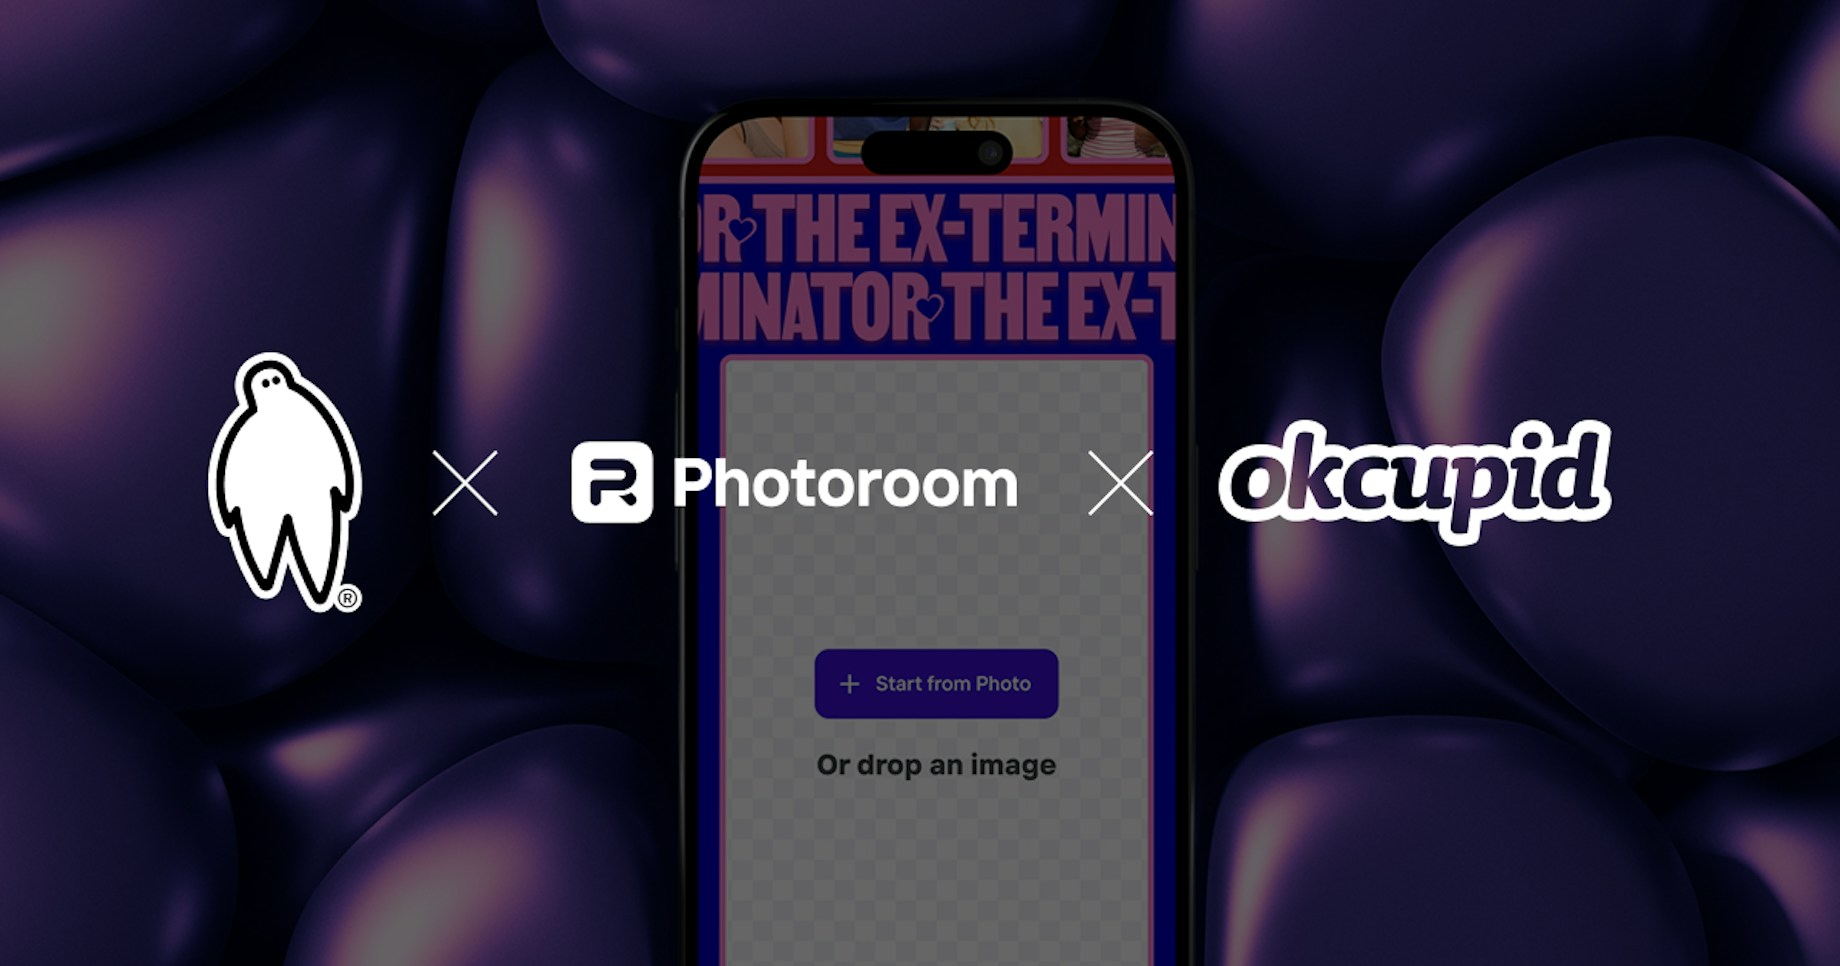 R♡THE EX-TERMIN
MINATOR♡THE EX-T
Photoroom
okcupid
®
Start from Photo
Or drop an image